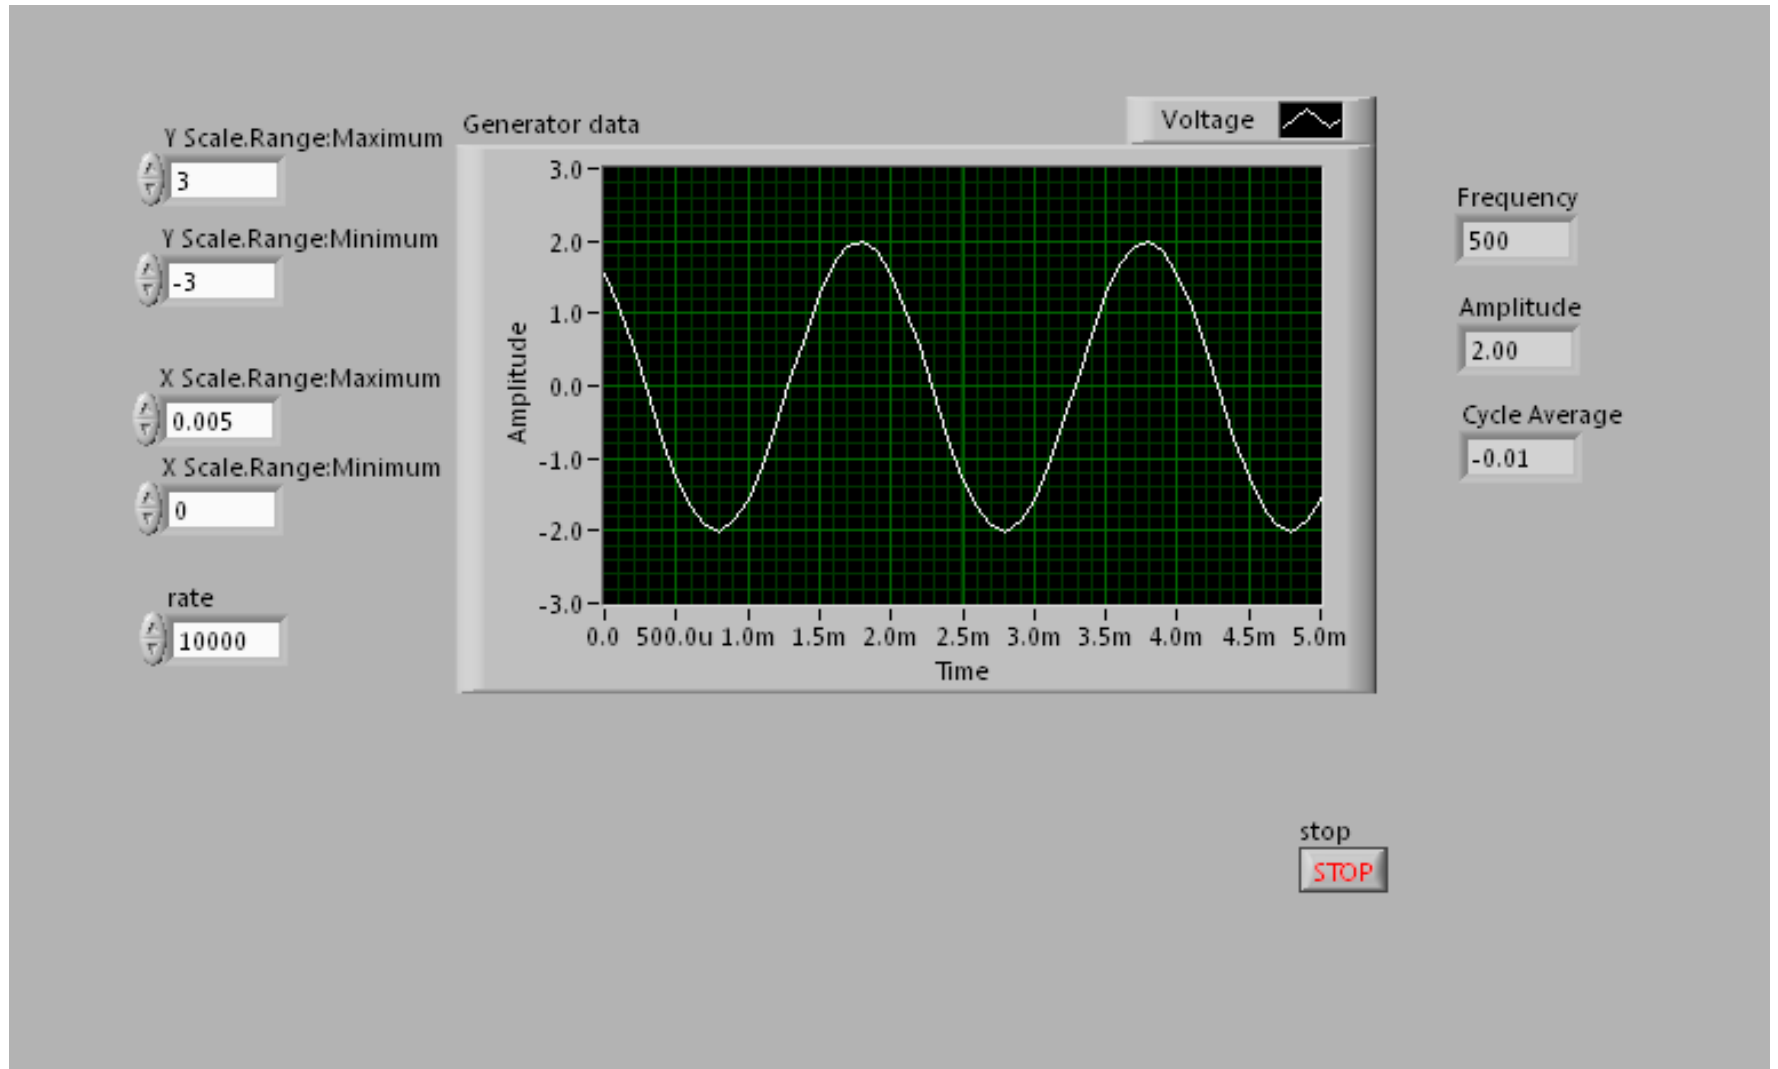 Y Scale.Range:Maximum
3
Y Scale.Range:Minimum
-3
X Scale.Range:Maximum
0.005
X Scale.Range:Minimum
0
rate
10000
Generator data
Voltage
Amplitude
3.0
2.0
1.0
0.0
-1.0
-2.0
-3.0
0.0 500.0u 1.0m 1.5m 2.0m 2.5m 3.0m 3.5m 4.0m 4.5m 5.0m
Time
Frequency
500
Amplitude
2.00
Cycle Average
-0.01
stop
STOP